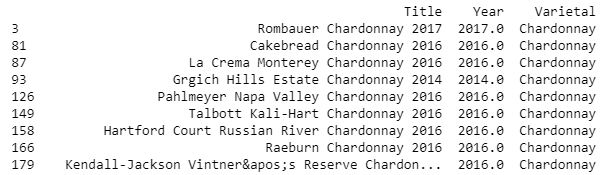 Title Year Varietal
3 Rombauer Chardonnay 2017 2017.0 Chardonnay
81 Cakebread Chardonnay 2016 2016.0 Chardonnay
87 La Crema Monterey Chardonnay 2016 2016.0 Chardonnay
93 Grgich Hills Estate Chardonnay 2014 2014.0 Chardonnay
126 Pahlmeyer Napa Valley Chardonnay 2016 2016.0 Chardonnay
149 Talbott Kali-Hart Chardonnay 2016 2016.0 Chardonnay
158 Hartford Court Russian River Chardonnay 2016 2016.0 Chardonnay
166 Raeburn Chardonnay 2016 2016.0 Chardonnay
179 Kendall-Jackson Vintner&apos;s Reserve Chardon... 2016.0 Chardonnay